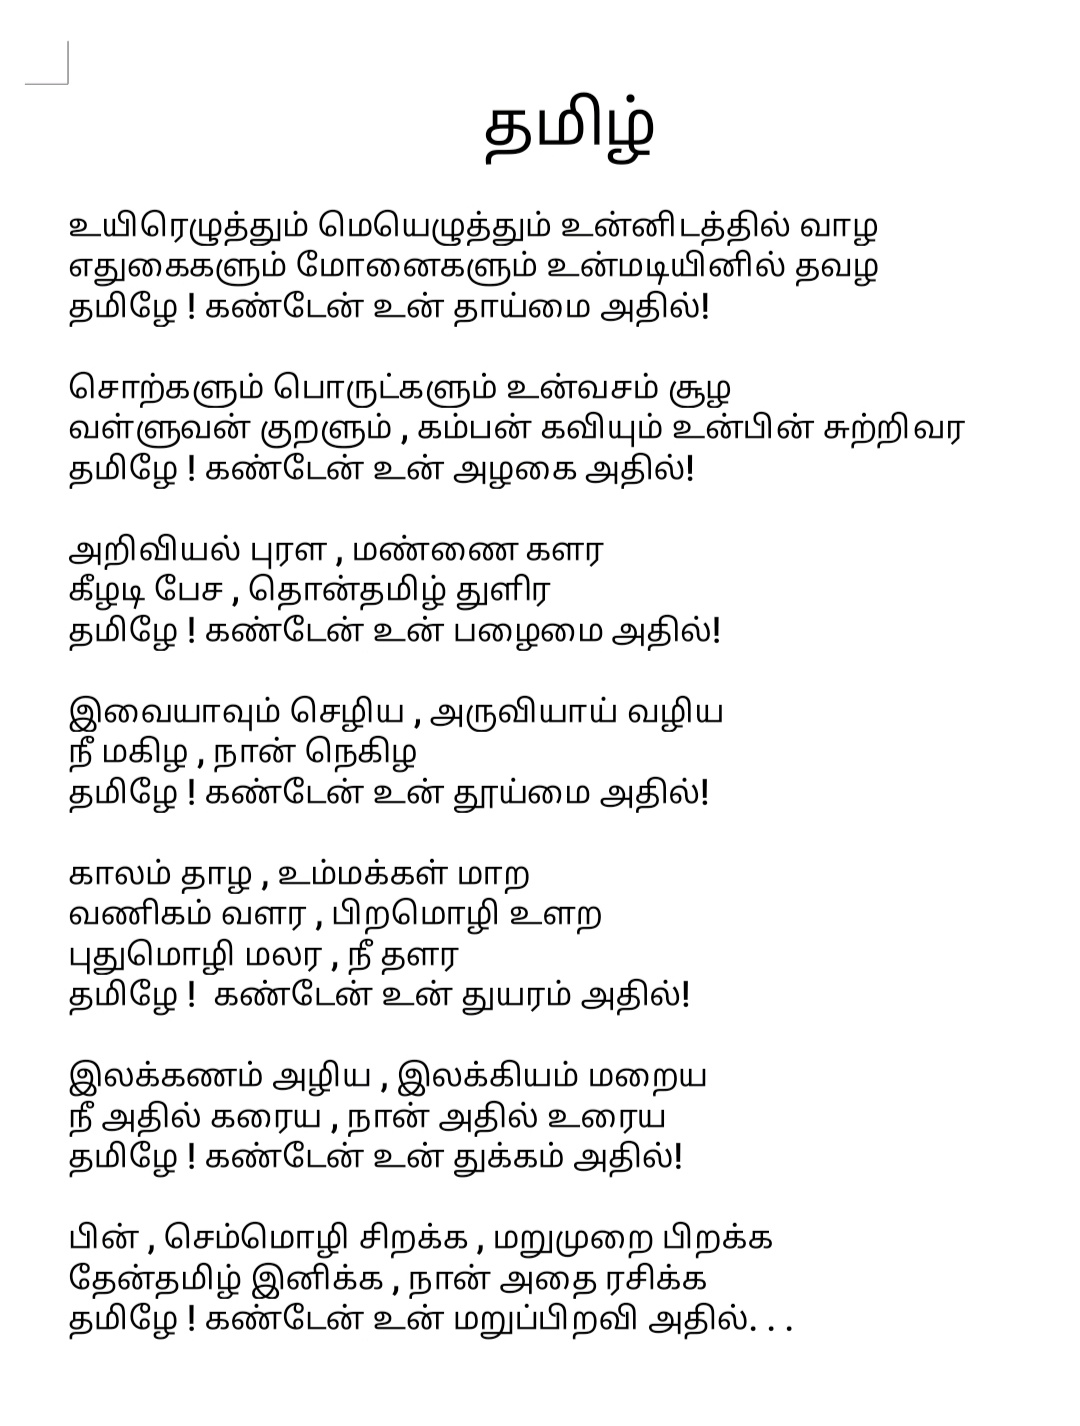 தமிழ்
உயிரெழுத்தும் மெயெழுத்தும் உன்னிடத்தில் வாழ
எதுகைகளும் மோனைகளும் உன்மடியினில் தவழ
தமிழே ! கண்டேன் உன் தாய்மை அதில்!
சொற்களும் பொருட்களும் உன்வசம் சூழ
வள்ளுவன் குறளும் , கம்பன் கவியும் உன்பின் சுற்றிவர
தமிழே ! கண்டேன் உன் அழகை அதில்!
அறிவியல் புரள , மண்ணை களர
கீழடி பேச , தொன்தமிழ் துளிர
தமிழே ! கண்டேன் உன் பழைமை அதில்!
இவையாவும் செழிய , அருவியாய் வழிய
நீ மகிழ , நான் நெகிழ
தமிழே ! கண்டேன் உன் தூய்மை அதில்!
காலம் தாழ , உம்மக்கள் மாற
வணிகம் வளர , பிறமொழி உளற
புதுமொழி மலர , நீ தளர
தமிழே !  கண்டேன் உன் துயரம் அதில்!
இலக்கணம் அழிய , இலக்கியம் மறைய
நீ அதில் கரைய , நான் அதில் உரைய
தமிழே ! கண்டேன் உன் துக்கம் அதில்!
பின் , செம்மொழி சிறக்க , மறுமுறை பிறக்க
தேன்தமிழ் இனிக்க , நான் அதை ரசிக்க
தமிழே ! கண்டேன் உன் மறுப்பிறவி அதில். . .